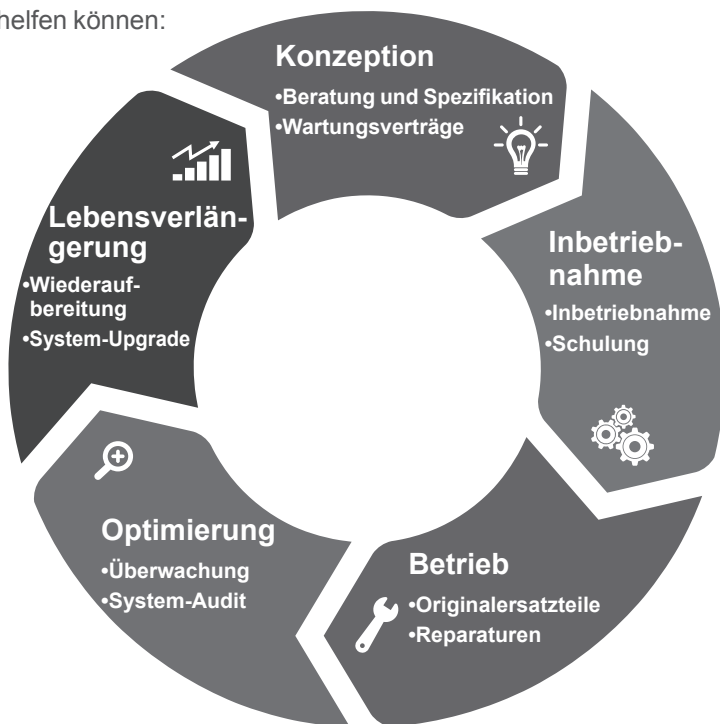 helfen können:
Konzeption
•Beratung und Spezifikation
•Wartungsverträge
Inbetrieb-
nahme
•Inbetriebnahme
•Schulung
Betrieb
•Originalersatzteile
•Reparaturen
Optimierung
•Überwachung
•System-Audit
Lebensverlän-
gerung
•Wiederauf-
bereitung
•System-Upgrade